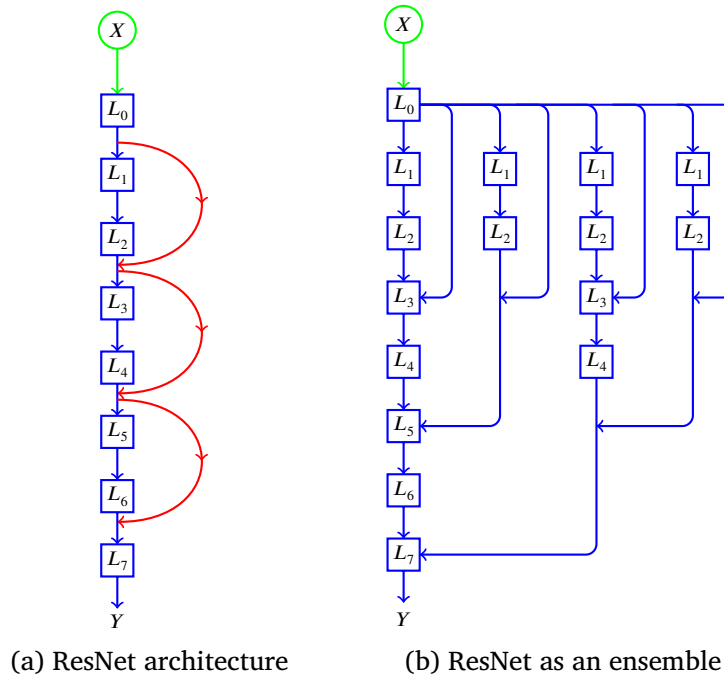 X
X
L0
L0
L1
L1
L1
L1
L1
L2
L2
L2
L2
L2
L3
L3
L3
L4
L4
L4
L5
L5
L6
L6
L7
L7
Y
Y
(a) ResNet architecture
(b) ResNet as an ensemble